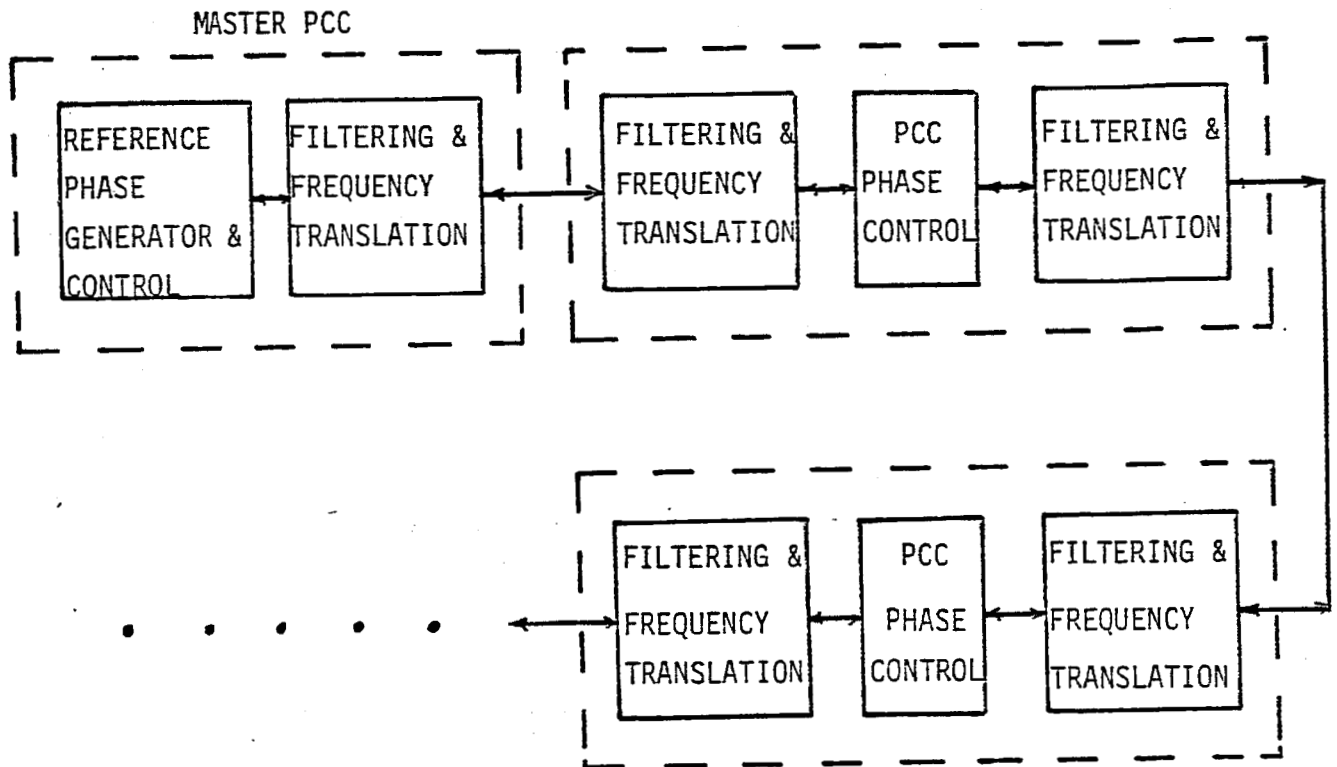 MASTER PCC
REFERENCE
PHASE
GENERATOR &
CONTROL
FILTERING &
FREQUENCY
TRANSLATION
FILTERING &
FREQUENCY
TRANSLATION
PCC
PHASE
CONTROL
FILTERING &
FREQUENCY
TRANSLATION
FILTERING &
FREQUENCY
TRANSLATION
PCC
PHASE
CONTROL
FILTERING &
FREQUENCY
TRANSLATION